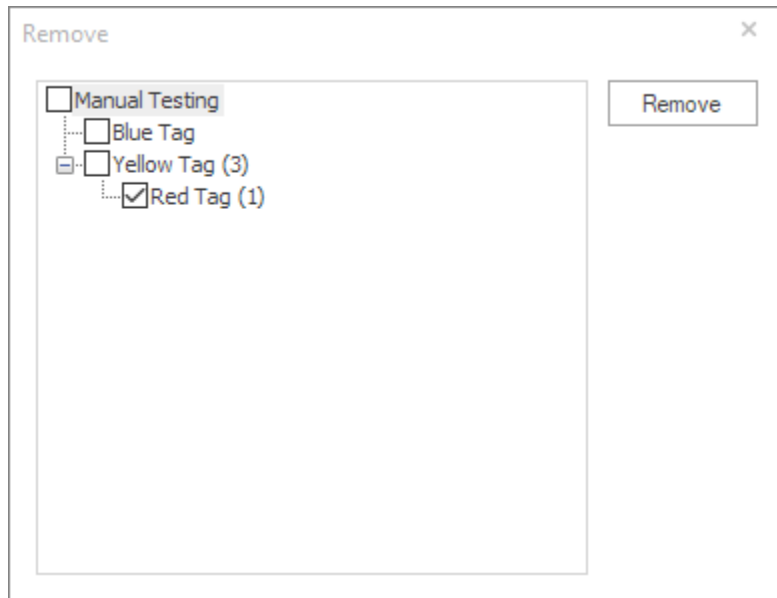 Remove
Manual Testing
Remove
Blue Tag
Yellow Tag (3)
Red Tag (1)